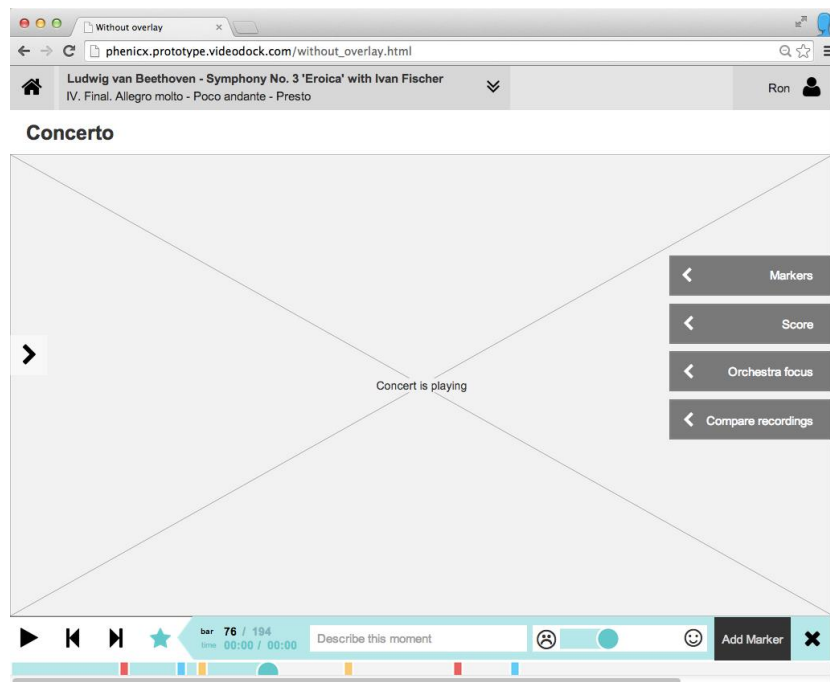 Without overlay
phenicx.prototype.videodock.com/without_overlay.html
Ludwig van Beethoven - Symphony No. 3 'Eroica' with Ivan Fischer
IV. Final. Allegro molto - Poco andante - Presto
Ron
Concerto
Markers
Score
Orchestra focus
Compare recordings
Concert is playing
bar 76 / 194
time 00:00 / 00:00
Describe this moment
Add Marker